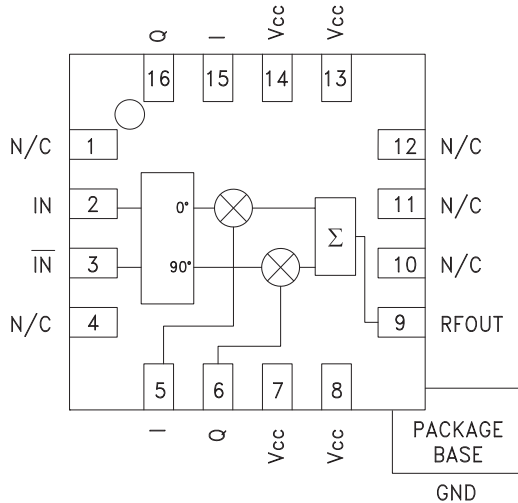 Q I Vcc Vcc
16 15 14 13
N/C 1 12 N/C
IN 2 0° 11 N/C
Σ
I̅N̅ 3 90° 10 N/C
N/C 4 9 RFOUT
5 6 7 8
I Q Vcc Vcc
PACKAGE
BASE
GND